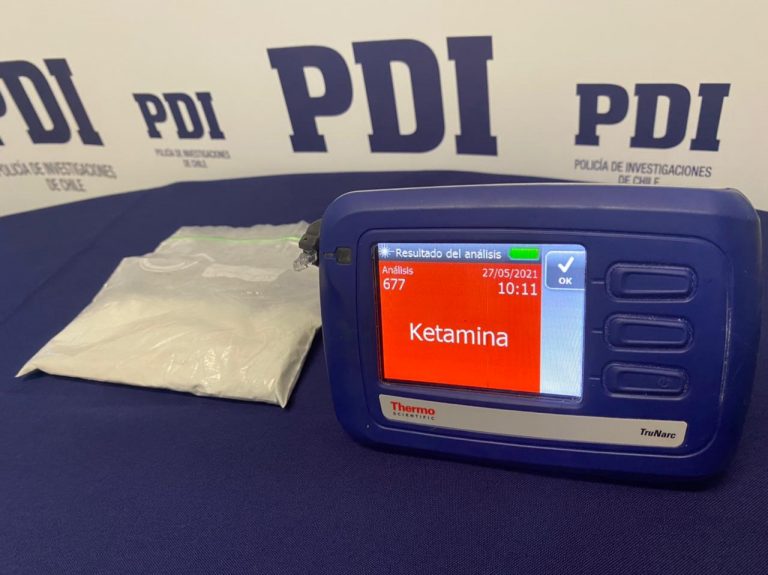 PDI
POLICÍA DE INVESTIGACIONES
DE CHILE
PDI
POLICÍA DE INVESTIGACIONES
DE CHILE
PDI
PDI
POLICÍA DE INVESTIGACIONES
DE CHILE
Resultado del análisis
Análisis
677
27/05/2021
10:11
Ketamina
OK
Thermo
SCIENTIFIC
TruNarc